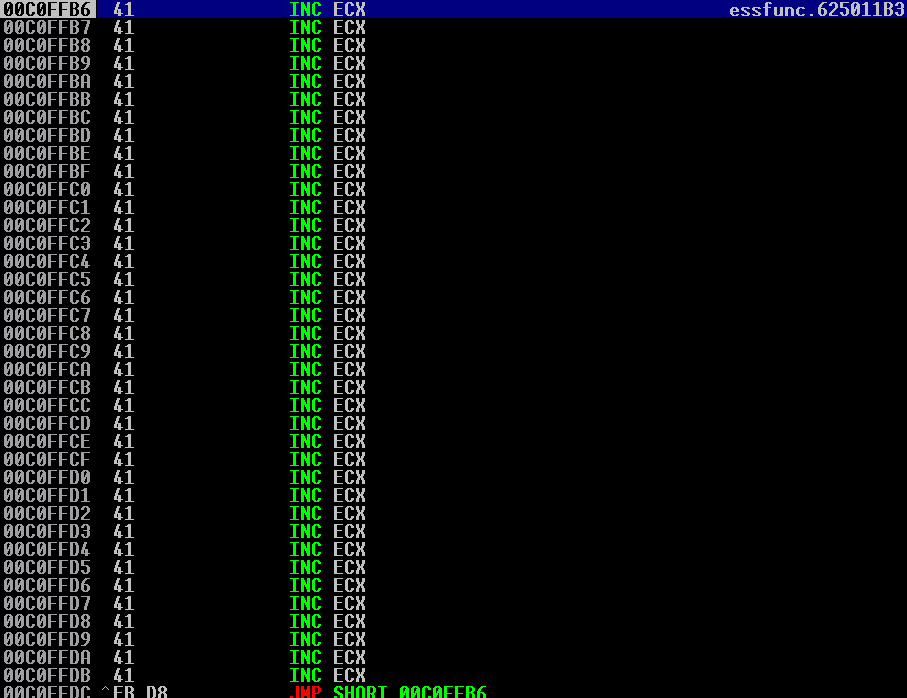 00C0FFB6 41 INC ECX essfunc.625011B3
00C0FFB7 41 INC ECX
00C0FFB8 41 INC ECX
00C0FFB9 41 INC ECX
00C0FFBA 41 INC ECX
00C0FFBB 41 INC ECX
00C0FFBC 41 INC ECX
00C0FFBD 41 INC ECX
00C0FFBE 41 INC ECX
00C0FFBF 41 INC ECX
00C0FFC0 41 INC ECX
00C0FFC1 41 INC ECX
00C0FFC2 41 INC ECX
00C0FFC3 41 INC ECX
00C0FFC4 41 INC ECX
00C0FFC5 41 INC ECX
00C0FFC6 41 INC ECX
00C0FFC7 41 INC ECX
00C0FFC8 41 INC ECX
00C0FFC9 41 INC ECX
00C0FFCA 41 INC ECX
00C0FFCB 41 INC ECX
00C0FFCC 41 INC ECX
00C0FFCD 41 INC ECX
00C0FFCE 41 INC ECX
00C0FFCF 41 INC ECX
00C0FFD0 41 INC ECX
00C0FFD1 41 INC ECX
00C0FFD2 41 INC ECX
00C0FFD3 41 INC ECX
00C0FFD4 41 INC ECX
00C0FFD5 41 INC ECX
00C0FFD6 41 INC ECX
00C0FFD7 41 INC ECX
00C0FFD8 41 INC ECX
00C0FFD9 41 INC ECX
00C0FFDA 41 INC ECX
00C0FFDB 41 INC ECX
00C0FFDC ^EB D8 JMP SHORT 00C0FFB6